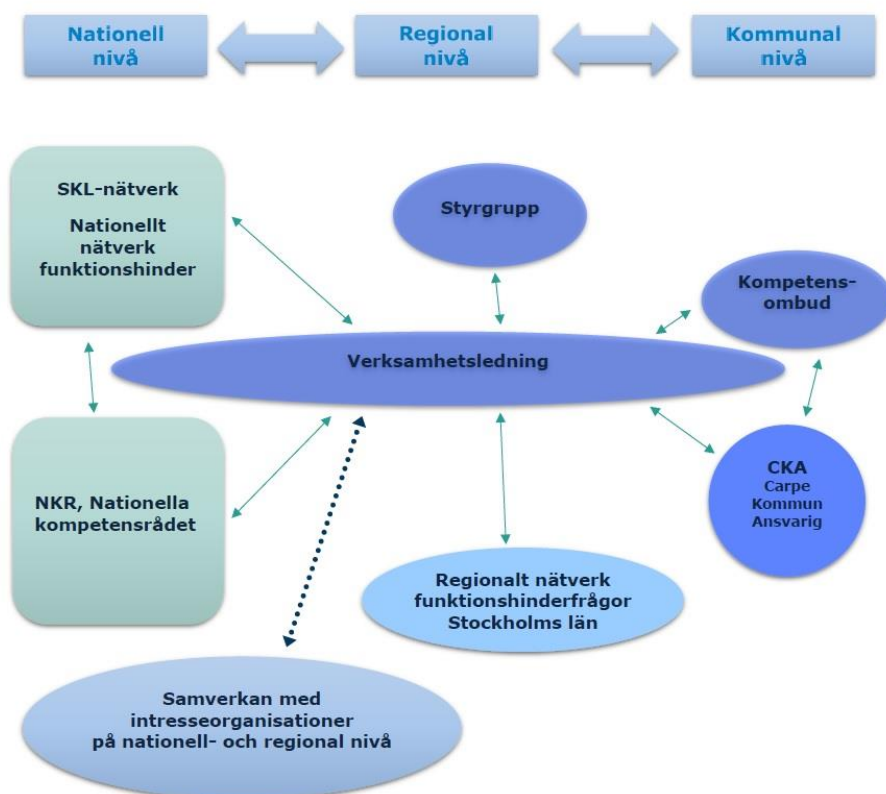 Nationell
nivå
Regional
nivå
Kommunal
nivå
SKL-nätverk
Nationellt
nätverk
funktionshinder
Styrgrupp
Kompetens-
ombud
Verksamhetsledning
NKR, Nationella
kompetensrådet
CKA
Carpe
Kommun
Ansvarig
Regionalt nätverk
funktionshinderfrågor
Stockholms län
Samverkan med
intresseorganisationer
på nationell- och regional nivå